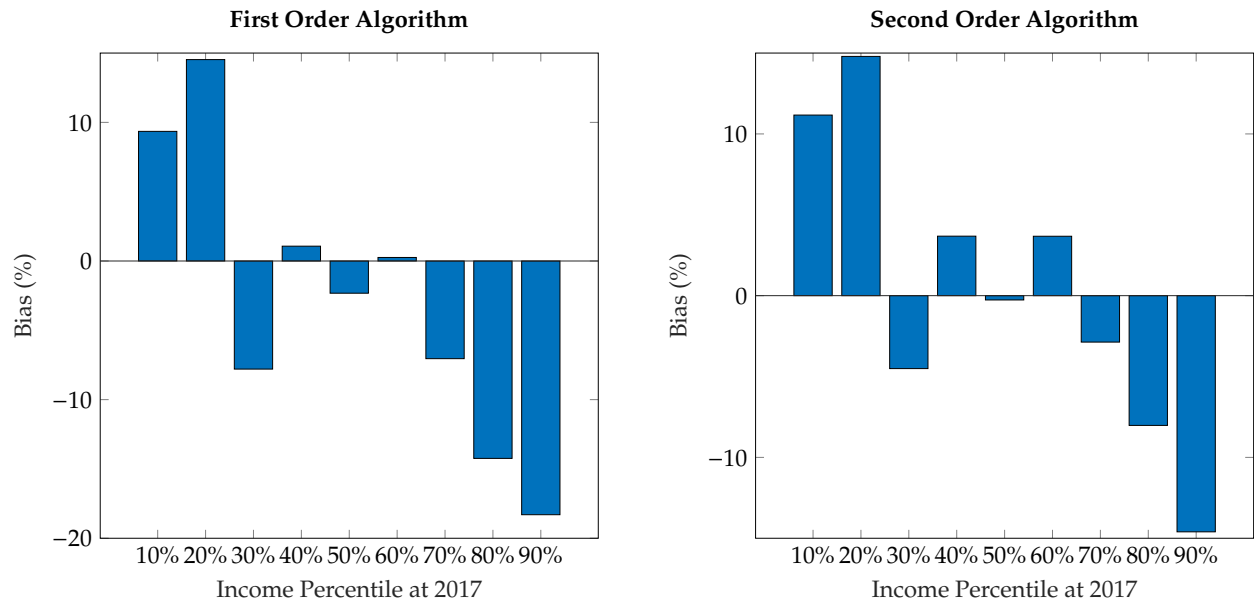 First Order Algorithm
10
0
−10
−20
Bias (%)
10% 20% 30% 40% 50% 60% 70% 80% 90%
Income Percentile at 2017
Second Order Algorithm
10
0
−10
Bias (%)
10% 20% 30% 40% 50% 60% 70% 80% 90%
Income Percentile at 2017